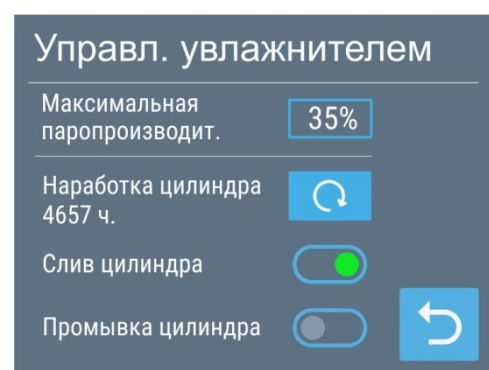 Управл. увлажнителем
Максимальная
паропроизводит.
35%
Наработка цилиндра
4657 ч.
Слив цилиндра
Промывка цилиндра